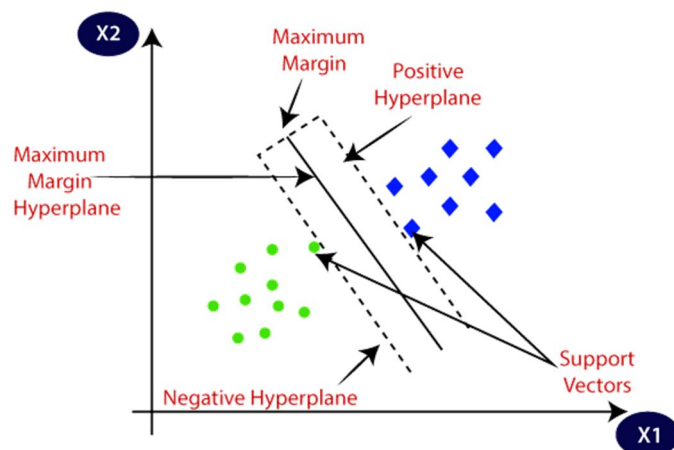 X2
Maximum
Margin
Positive
Hyperplane
Maximum
Margin
Hyperplane
Support
Vectors
Negative Hyperplane
X1